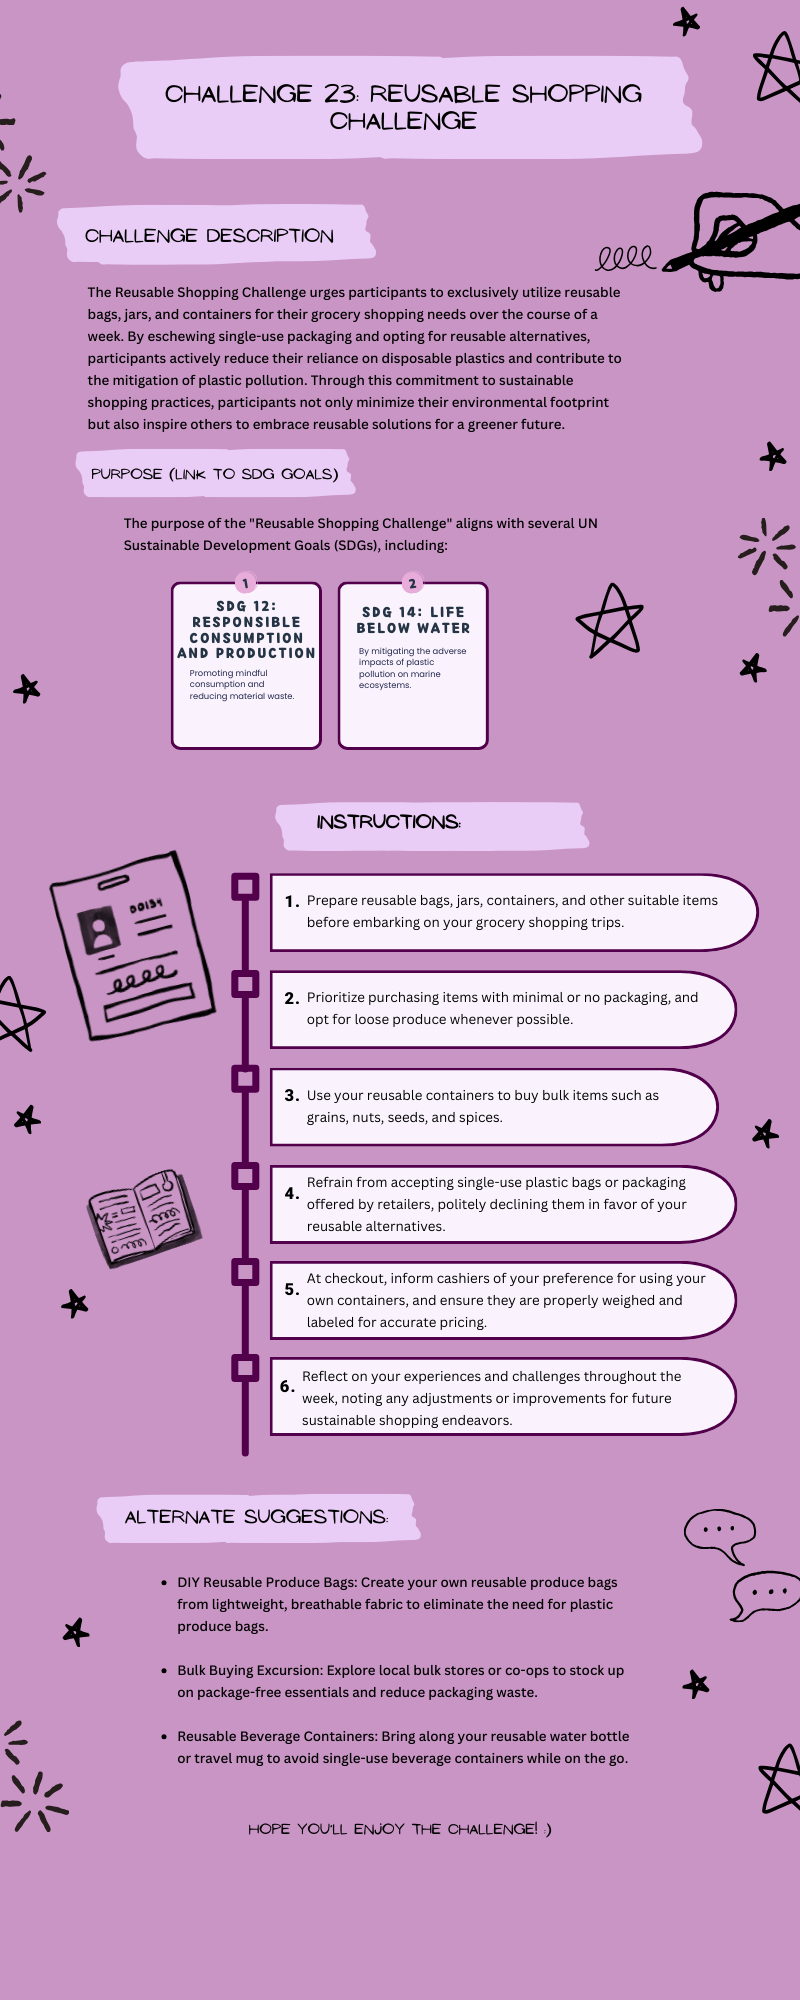 CHALLENGE 23: REUSABLE SHOPPING
CHALLENGE
CHALLENGE DESCRIPTION
The Reusable Shopping Challenge urges participants to exclusively utilize reusable
bags, jars, and containers for their grocery shopping needs over the course of a
week. By eschewing single-use packaging and opting for reusable alternatives,
participants actively reduce their reliance on disposable plastics and contribute to
the mitigation of plastic pollution. Through this commitment to sustainable
shopping practices, participants not only minimize their environmental footprint
but also inspire others to embrace reusable solutions for a greener future.
PURPOSE (LINK TO SDG GOALS)
The purpose of the "Reusable Shopping Challenge" aligns with several UN
Sustainable Development Goals (SDGs), including:
1
SDG 12:
RESPONSIBLE
CONSUMPTION
AND PRODUCTION
Promoting mindful
consumption and
reducing material waste.
2
SDG 14: LIFE
BELOW WATER
By mitigating the adverse
impacts of plastic
pollution on marine
ecosystems.
INSTRUCTIONS:
00134
1. Prepare reusable bags, jars, containers, and other suitable items
before embarking on your grocery shopping trips.
2. Prioritize purchasing items with minimal or no packaging, and
opt for loose produce whenever possible.
3. Use your reusable containers to buy bulk items such as
grains, nuts, seeds, and spices.
4. Refrain from accepting single-use plastic bags or packaging
offered by retailers, politely declining them in favor of your
reusable alternatives.
5. At checkout, inform cashiers of your preference for using your
own containers, and ensure they are properly weighed and
labeled for accurate pricing.
6. Reflect on your experiences and challenges throughout the
week, noting any adjustments or improvements for future
sustainable shopping endeavors.
ALTERNATE SUGGESTIONS:
• DIY Reusable Produce Bags: Create your own reusable produce bags
from lightweight, breathable fabric to eliminate the need for plastic
produce bags.
• Bulk Buying Excursion: Explore local bulk stores or co-ops to stock up
on package-free essentials and reduce packaging waste.
• Reusable Beverage Containers: Bring along your reusable water bottle
or travel mug to avoid single-use beverage containers while on the go.
HOPE YOU'LL ENJOY THE CHALLENGE! :)